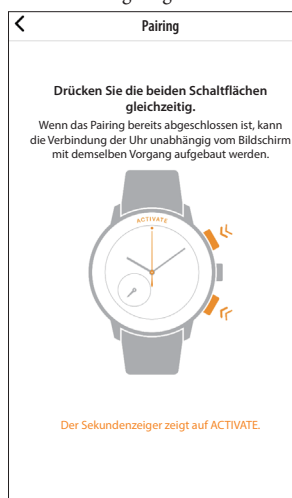 Pairing
Drücken Sie die beiden Schaltflächen
gleichzeitig.
Wenn das Pairing bereits abgeschlossen ist, kann
die Verbindung der Uhr unabhängig vom Bildschirm
mit demselben Vorgang aufgebaut werden.
ACTIVATE
Der Sekundenzeiger zeigt auf ACTIVATE.